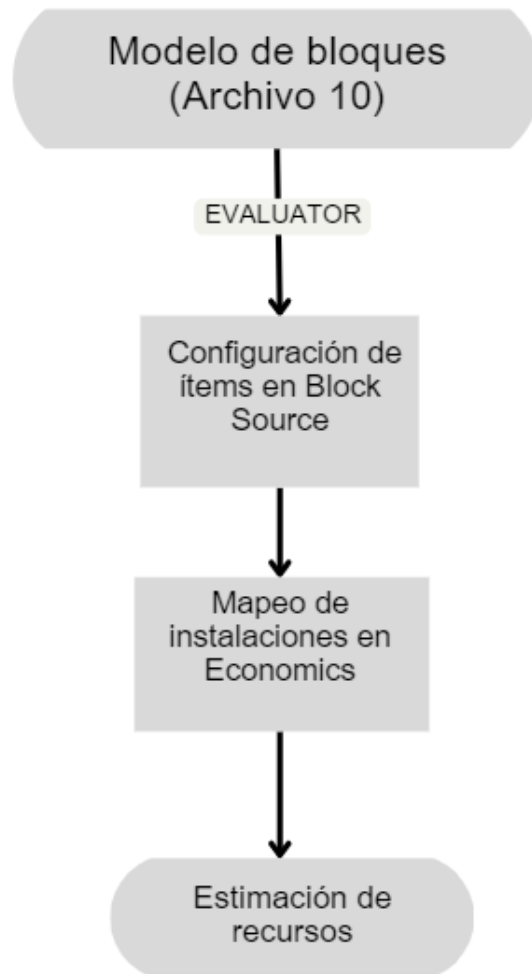 Modelo de bloques
(Archivo 10)
EVALUATOR
Configuración de
ítems en Block
Source
Mapeo de
instalaciones en
Economics
Estimación de
recursos